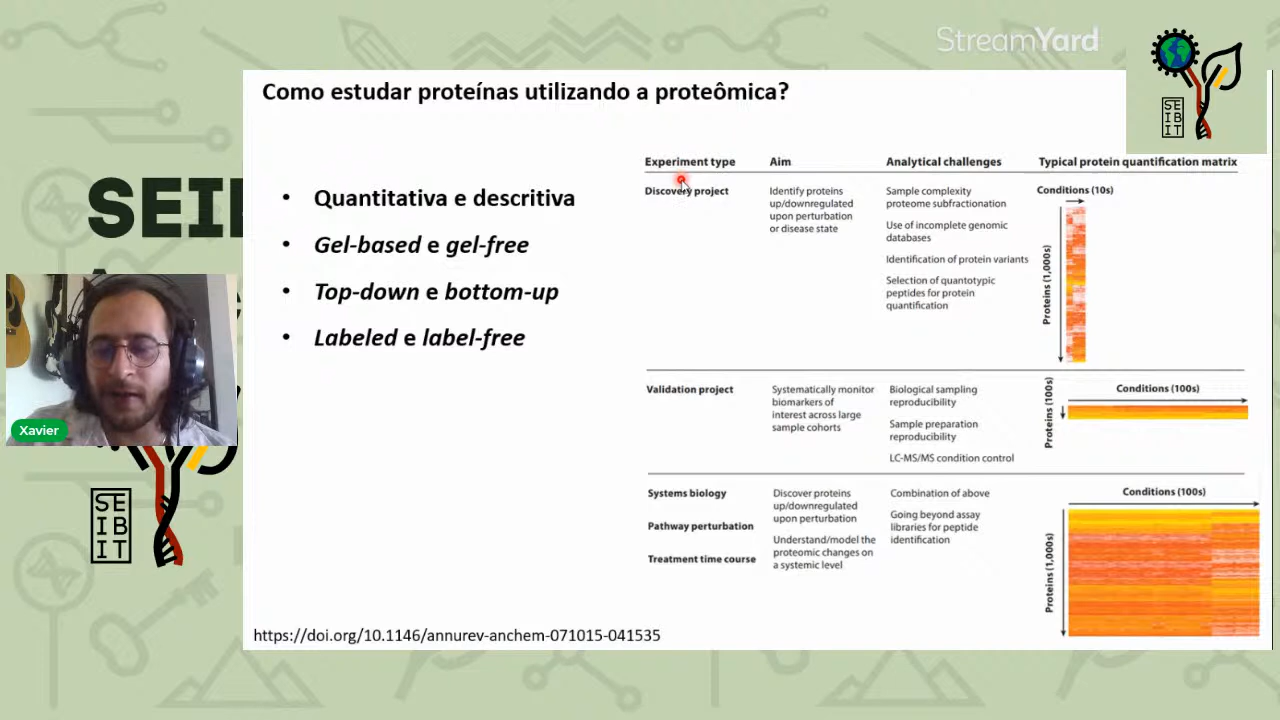 StreamYard
SEIB
SE
IB
IT
Como estudar proteínas utilizando a proteômica?
• Quantitativa e descritiva
• Gel-based e gel-free
• Top-down e bottom-up
• Labeled e label-free
Experiment type Aim Analytical challenges Typical protein quantification matrix
Discovery project
Identify proteins
up/downregulated
upon perturbation
or disease state
Sample complexity
proteome subfractionation
Use of incomplete genomic
databases
Identification of protein variants
Selection of quantotypic
peptides for protein
quantification
Conditions (10s)
Proteins (1,000s)
Validation project
Systematically monitor
biomarkers of
interest across large
sample cohorts
Biological sampling
reproducibility
Sample preparation
reproducibility
LC-MS/MS condition control
Conditions (100s)
Proteins (100s)
Systems biology
Pathway perturbation
Treatment time course
Discover proteins
up/downregulated
upon perturbation
Understand/model the
proteomic changes on
a systemic level
Combination of above
Going beyond assay
libraries for peptide
identification
Conditions (100s)
Proteins (1,000s)
https://doi.org/10.1146/annurev-anchem-071015-041535
Xavier
SE
IB
IT